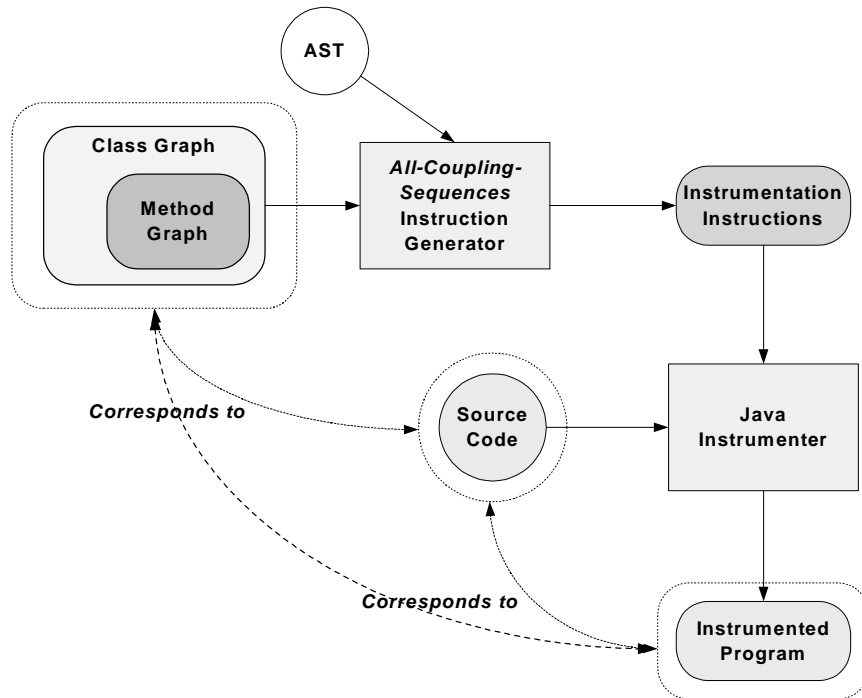 AST
Class Graph
Method
Graph
All-Coupling-
Sequences
Instruction
Generator
Instrumentation
Instructions
Corresponds to
Source
Code
Java
Instrumenter
Corresponds to
Instrumented
Program